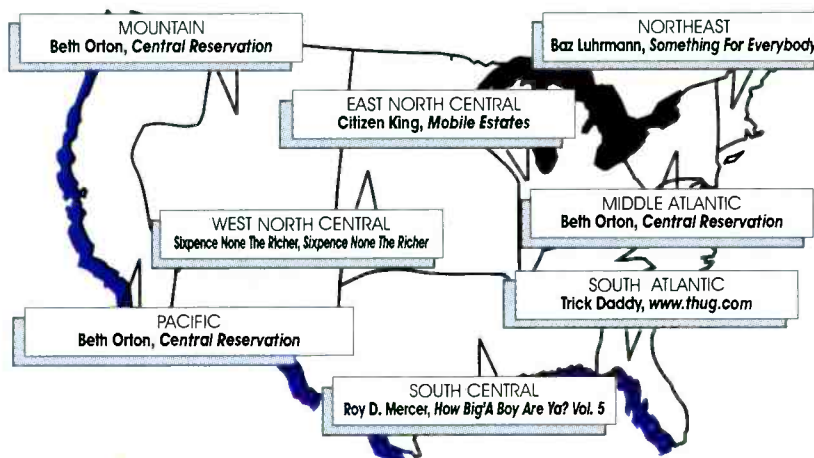 MOUNTAIN
Beth Orton, Central Reservation
NORTHEAST
Baz Luhrmann, Something For Everybody
EAST NORTH CENTRAL
Citizen King, Mobile Estates
MIDDLE ATLANTIC
Beth Orton, Central Reservation
WEST NORTH CENTRAL
Sixpence None The Richer, Sixpence None The Richer
SOUTH ATLANTIC
Trick Daddy, www.thug.com
PACIFIC
Beth Orton, Central Reservation
SOUTH CENTRAL
Roy D. Mercer, How Big'A Boy Are Ya? Vol. 5